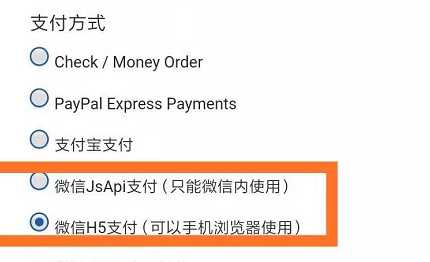 支付方式
Check / Money Order
PayPal Express Payments
支付宝支付
微信JsApi支付（只能微信内使用）
微信H5支付（可以手机浏览器使用）